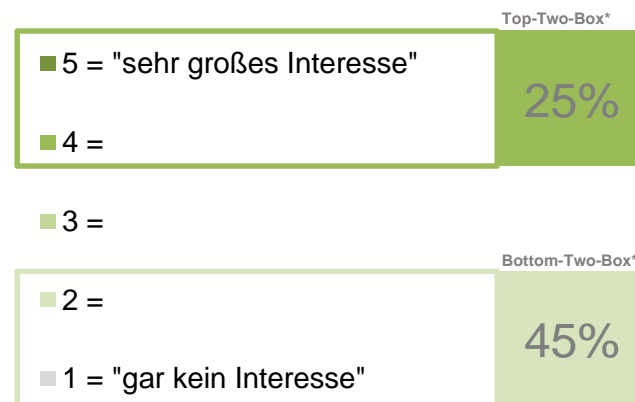 Top-Two-Box*
5 = "sehr großes Interesse"
25%
4 =
3 =
Bottom-Two-Box*
2 =
45%
1 = "gar kein Interesse"